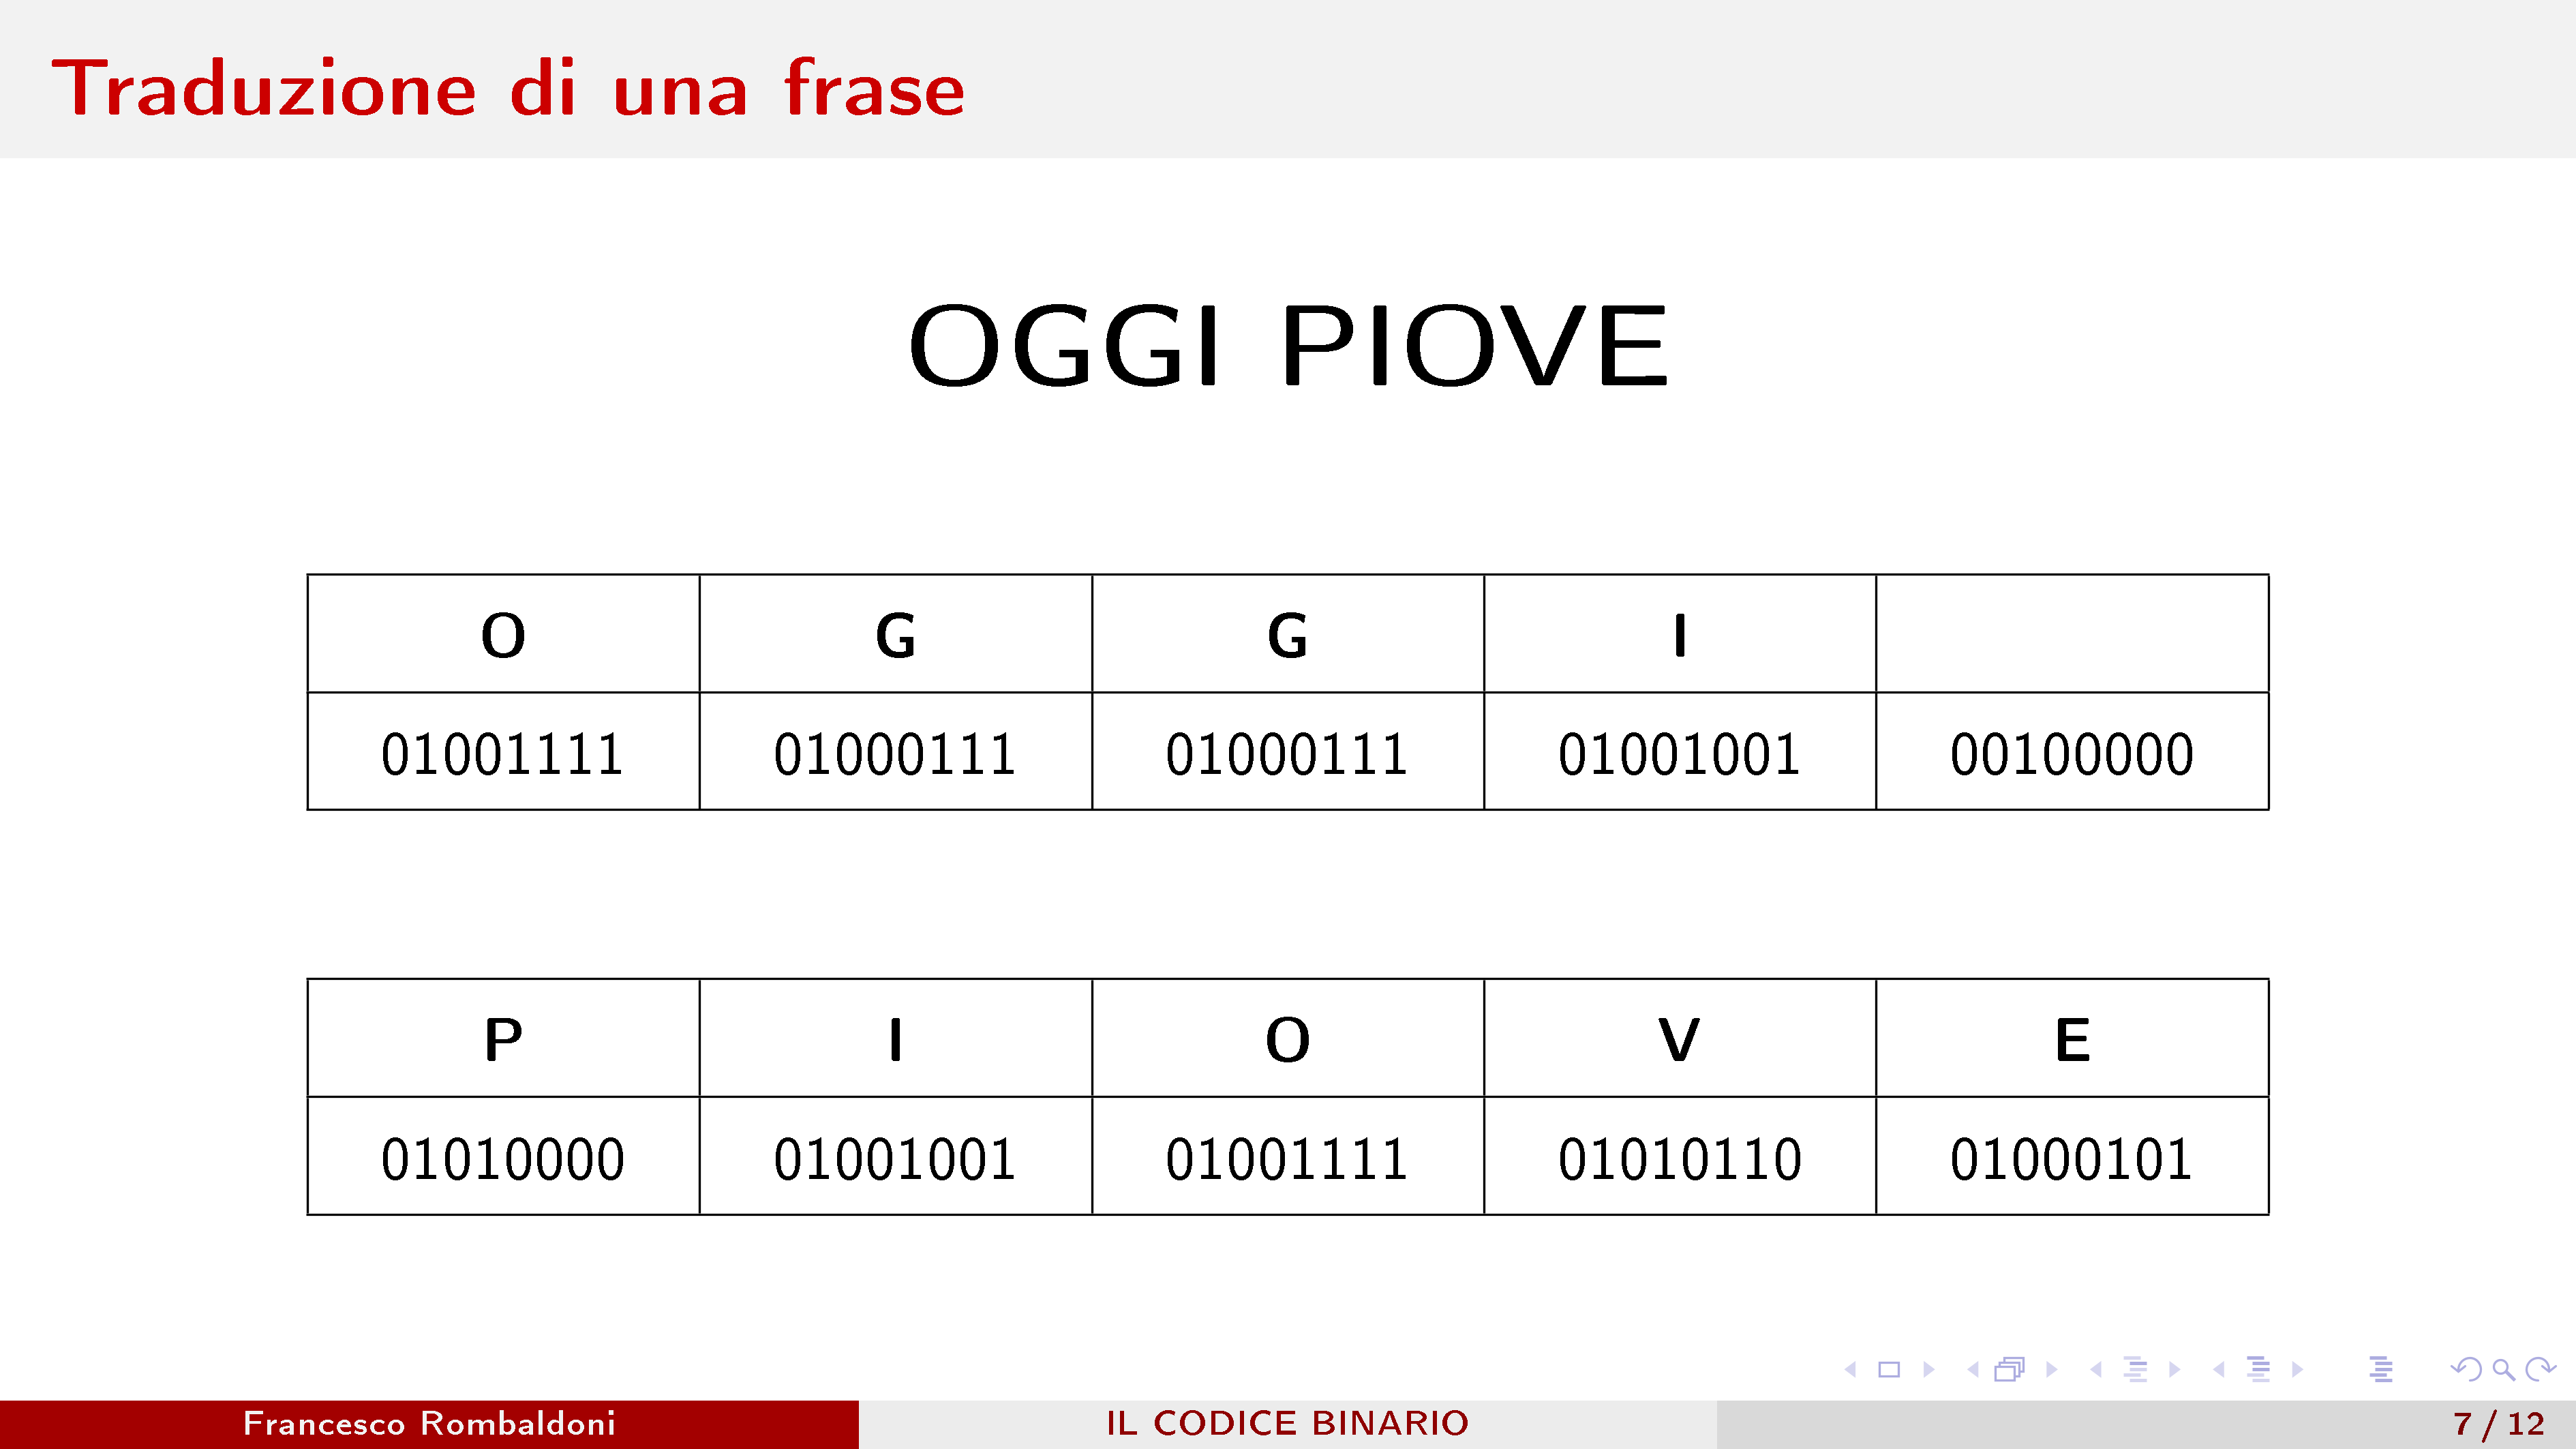 Traduzione di una frase
OGGI PIOVE
O G G I
01001111 01000111 01000111 01001001 00100000
P I O V E
01010000 01001001 01001111 01010110 01000101
Francesco Rombaldoni IL CODICE BINARIO 7 / 12